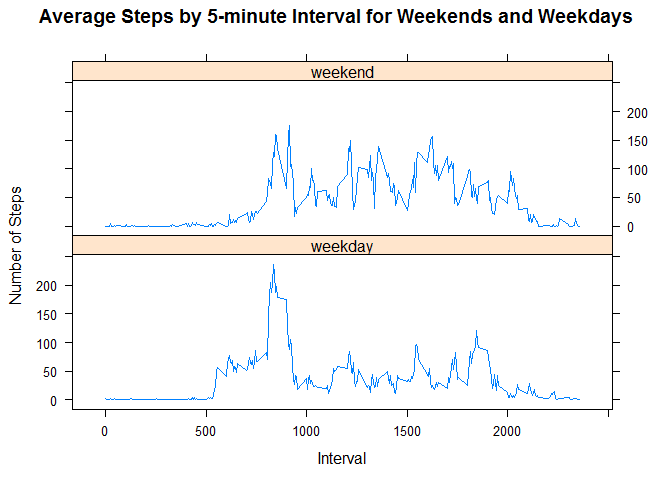 Average Steps by 5-minute Interval for Weekends and Weekdays
weekend
200
150
100
50
0
Number of Steps
weekday
200
150
100
50
0
0 500 1000 1500 2000
Interval